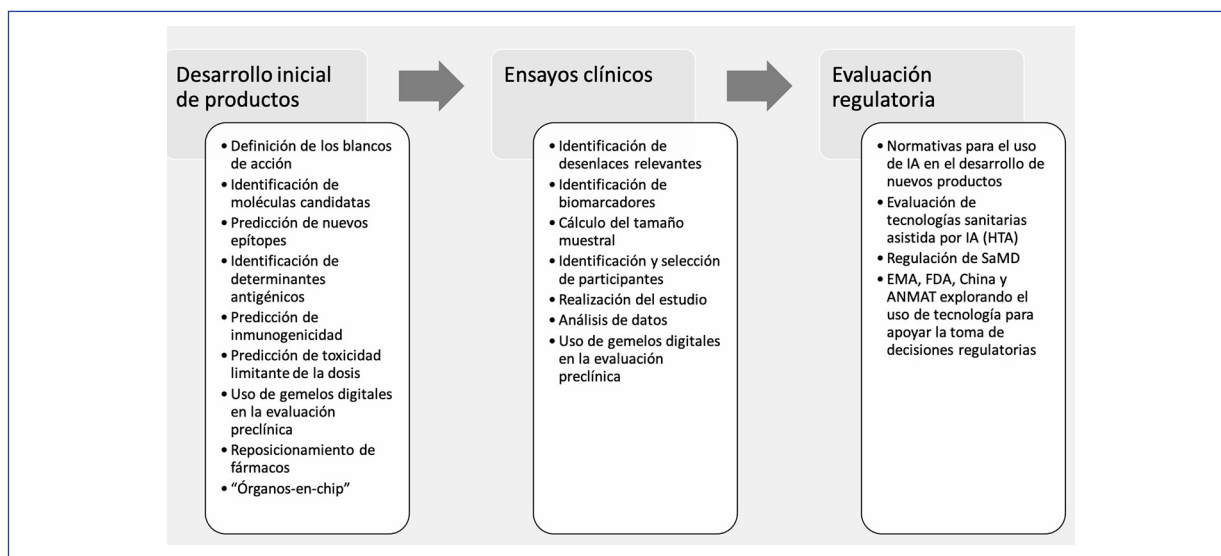 Desarrollo inicial
de productos
• Definición de los blancos
de acción
• Identificación de
moléculas candidatas
• Predicción de nuevos
epítopes
• Identificación de
determinantes
antigénicos
• Predicción de
inmunogenicidad
• Predicción de toxicidad
limitante de la dosis
• Uso de gemelos digitales
en la evaluación
preclínica
• Reposicionamiento de
fármacos
• “Órganos-en-chip”
Ensayos clínicos
• Identificación de
desenlaces relevantes
• Identificación de
biomarcadores
• Cálculo del tamaño
muestral
• Identificación y selección
de participantes
• Realización del estudio
• Análisis de datos
• Uso de gemelos digitales
en la evaluación
preclínica
Evaluación
regulatoria
• Normativas para el uso
de IA en el desarrollo de
nuevos productos
• Evaluación de
tecnologías sanitarias
asistida por IA (HTA)
• Regulación de SaMD
• EMA, FDA, China y
ANMAT explorando el
uso de tecnología para
apoyar la toma de
decisiones regulatorias